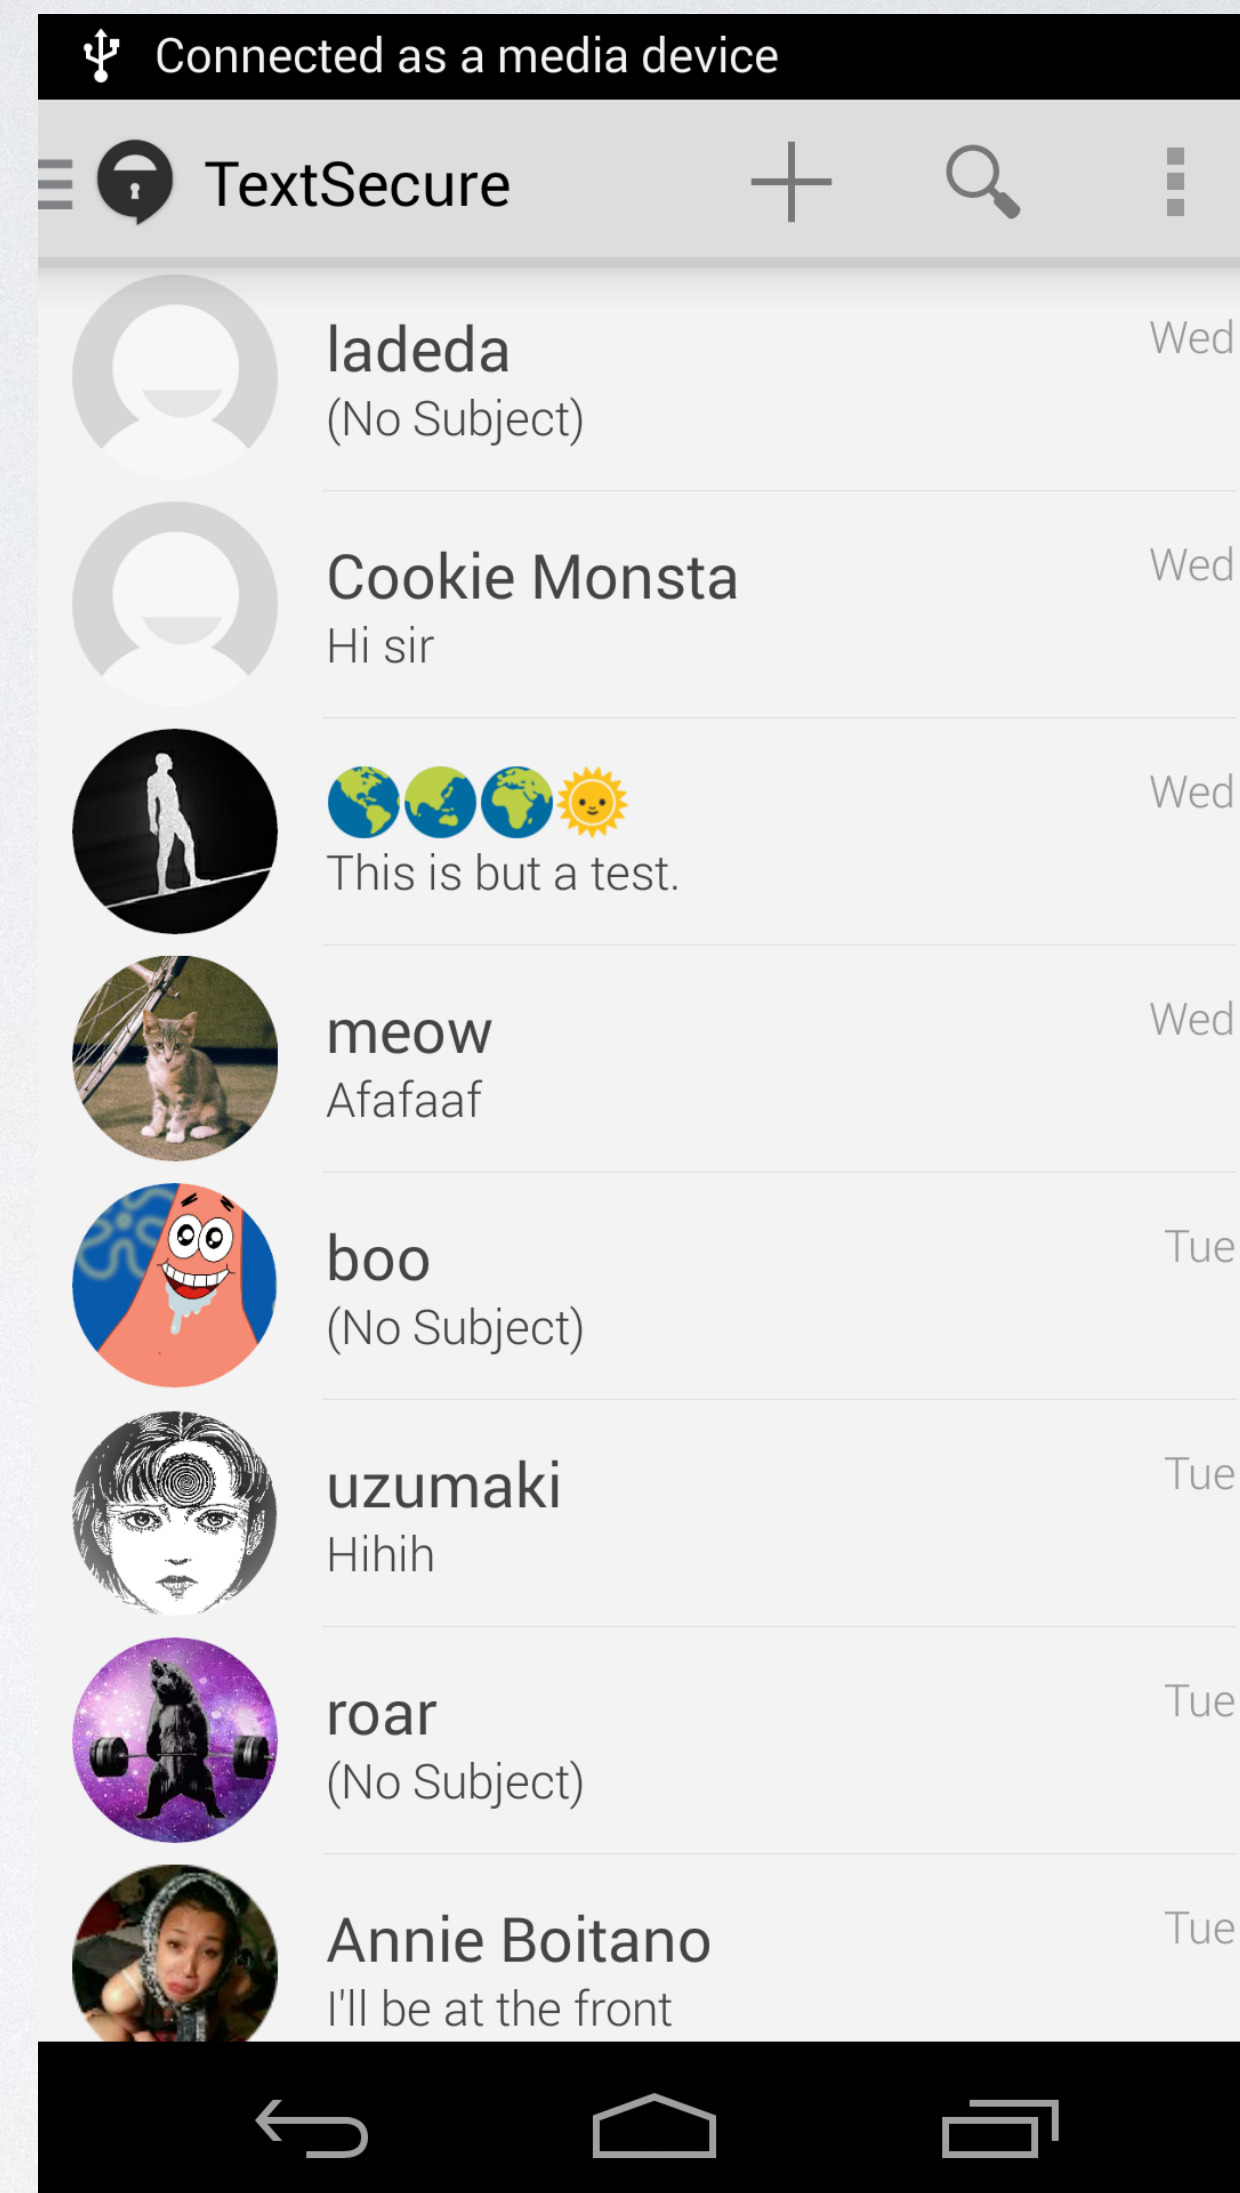 Connected as a media device
TextSecure
ladeda
Wed
(No Subject)
Cookie Monsta
Wed
Hi sir
🌎🌏🌍🌞
Wed
This is but a test.
meow
Wed
Afafaaf
boo
Tue
(No Subject)
uzumaki
Tue
Hihih
roar
Tue
(No Subject)
Annie Boitano
Tue
I'll be at the front